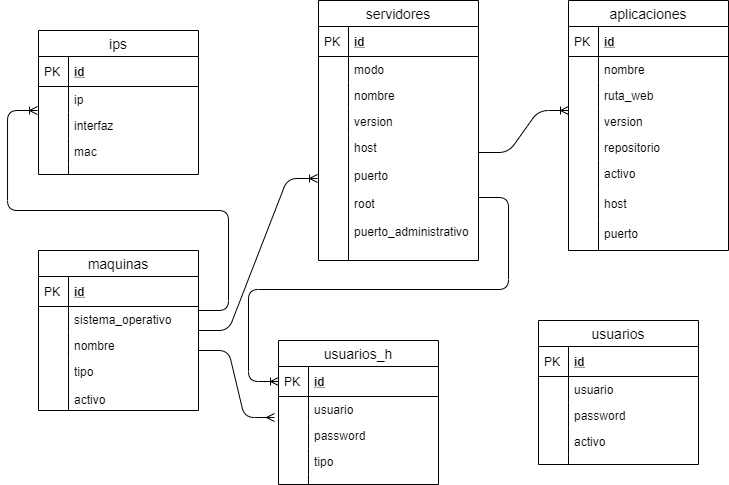 ips
PK id
ip
interfaz
mac
servidores
PK id
modo
nombre
version
host
puerto
root
puerto_administrativo
aplicaciones
PK id
nombre
ruta_web
version
repositorio
activo
host
puerto
maquinas
PK id
sistema_operativo
nombre
tipo
activo
usuarios_h
PK id
usuario
password
tipo
usuarios
PK id
usuario
password
activo